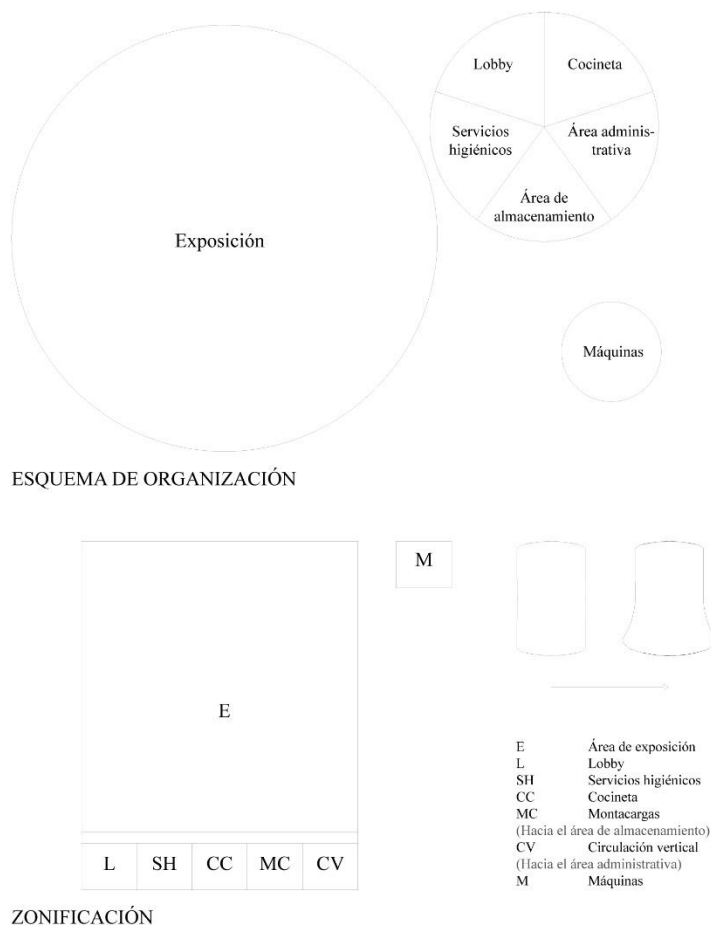 Lobby
Cocineta
Servicios
higiénicos
Área adminis-
trativa
Área de
almacenamiento
Exposición
Máquinas
ESQUEMA DE ORGANIZACIÓN
M
E
L SH CC MC CV
E Área de exposición
L Lobby
SH Servicios higiénicos
CC Cocineta
MC Montacargas
(Hacia el área de almacenamiento)
CV Circulación vertical
(Hacia el área administrativa)
M Máquinas
ZONIFICACIÓN